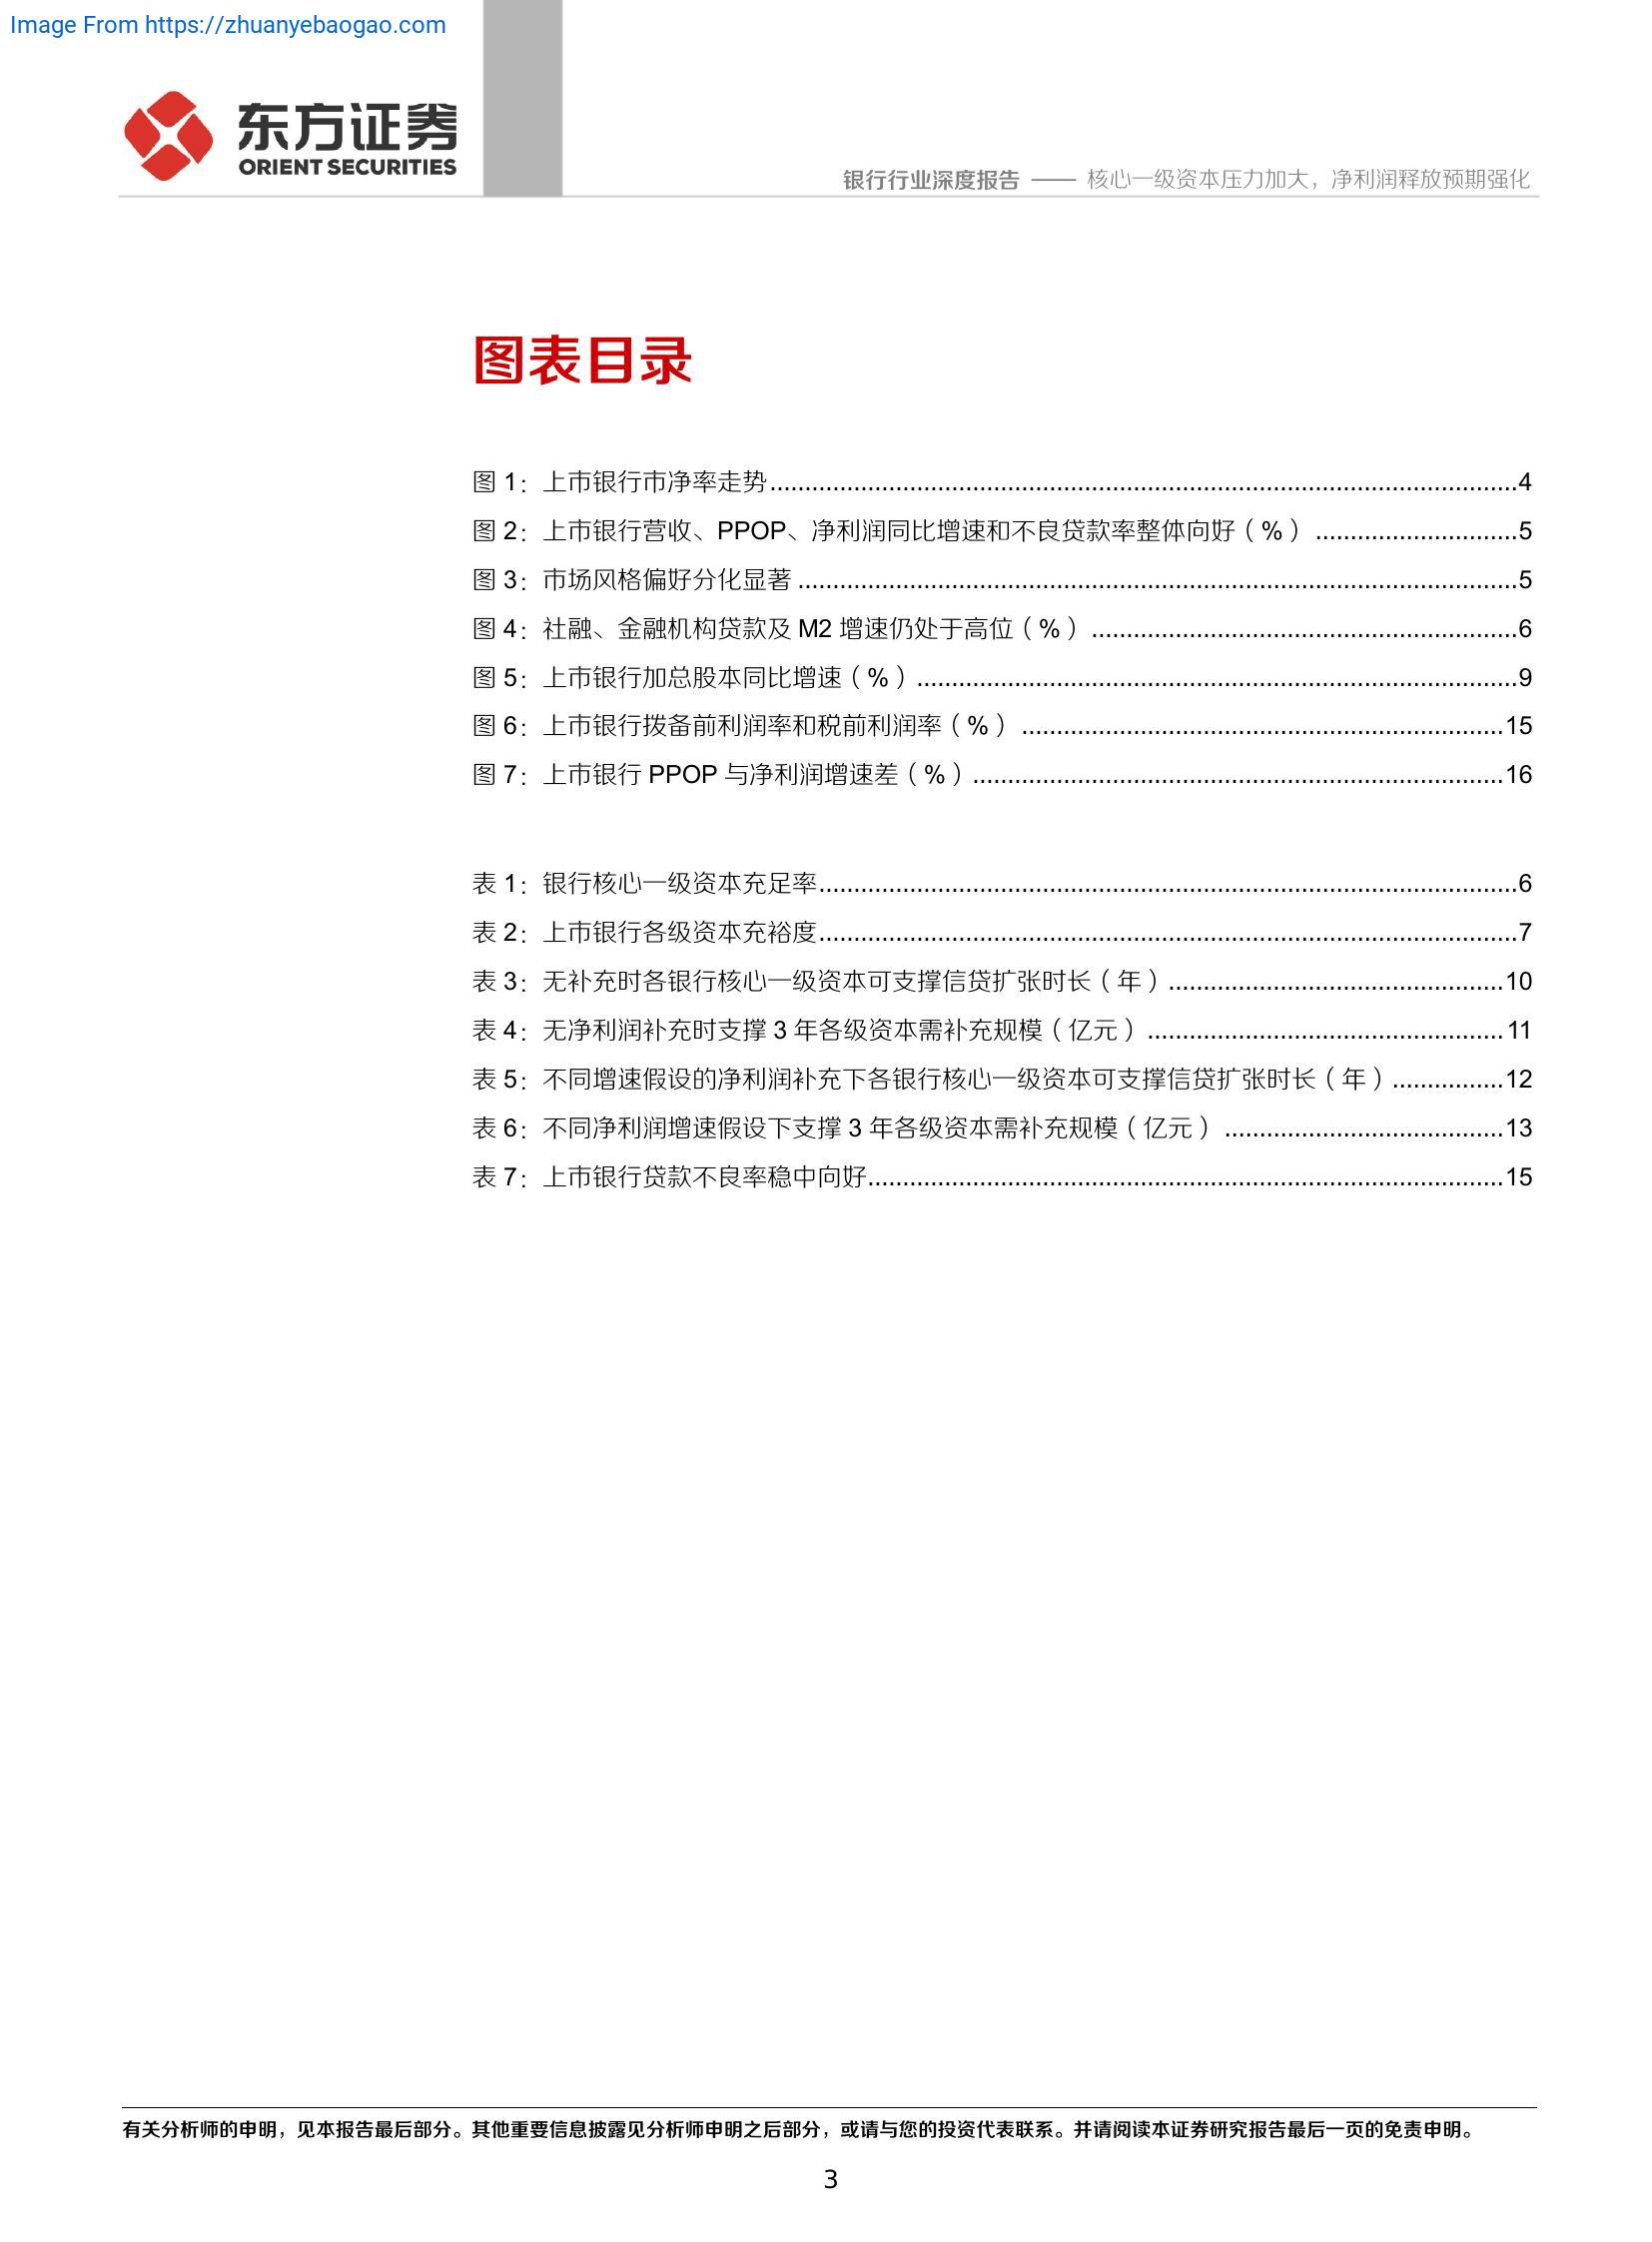 Image From https://zhuanyebaogao.com
东方证券
ORIENT SECURITIES
银行行业深度报告 —— 核心一级资本压力加大，净利润释放预期强化
图表目录
图 1：上市银行市净率走势....................4
图 2：上市银行营收、PPOP、净利润同比增速和不良贷款率整体向好（%）....................5
图 3：市场风格偏好分化显著....................5
图 4：社融、金融机构贷款及 M2 增速仍处于高位（%）....................6
图 5：上市银行加总股本同比增速（%）....................9
图 6：上市银行拨备前利润率和税前利润率（%）....................15
图 7：上市银行 PPOP 与净利润增速差（%）....................16
表 1：银行核心一级资本充足率....................6
表 2：上市银行各级资本充裕度....................7
表 3：无补充时各银行核心一级资本可支撑信贷扩张时长（年）....................10
表 4：无净利润补充时支撑 3 年各级资本需补充规模（亿元）....................11
表 5：不同增速假设的净利润补充下各银行核心一级资本可支撑信贷扩张时长（年）................12
表 6：不同净利润增速假设下支撑 3 年各级资本需补充规模（亿元）....................13
表 7：上市银行贷款不良率稳中向好....................15
有关分析师的申明，见本报告最后部分。其他重要信息披露见分析师申明之后部分，或请与您的投资代表联系。并请阅读本证券研究报告最后一页的免责申明。
3